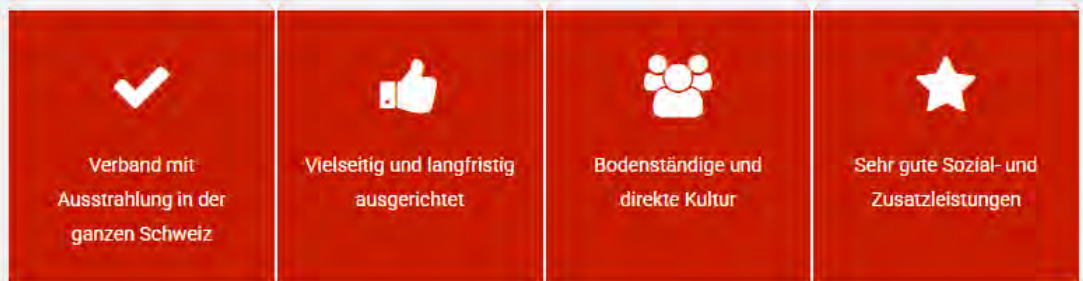 Verband mit
Ausstrahlung in der
ganzen Schweiz
Vielseitig und langfristig
ausgerichtet
Bodenständige und
direkte Kultur
Sehr gute Sozial- und
Zusatzleistungen